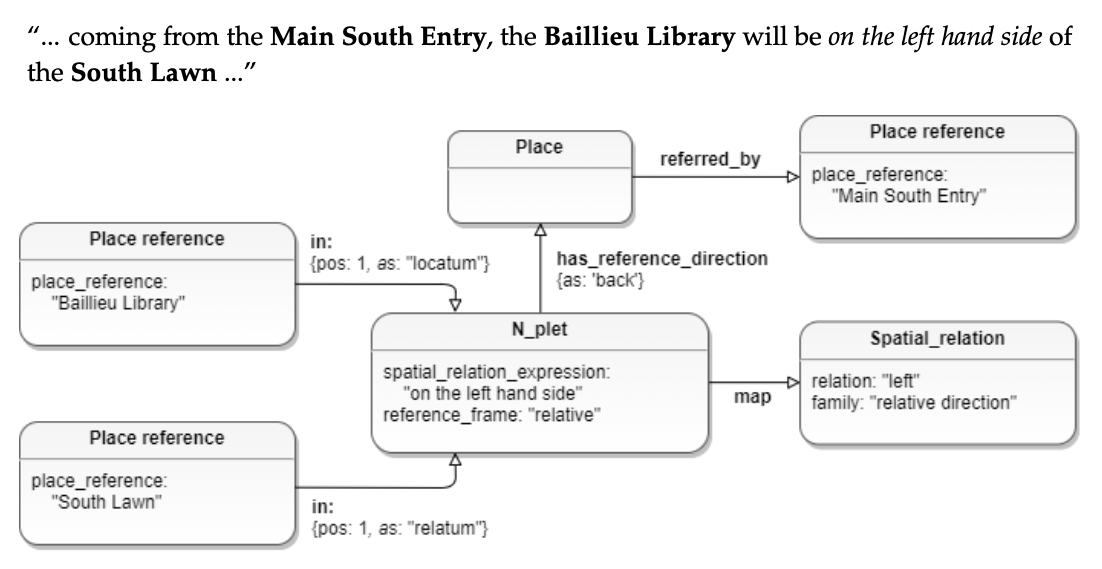 “... coming from the Main South Entry, the Baillieu Library will be on the left hand side of
the South Lawn ...”
Place
referred_by
Place reference
place_reference:
"Main South Entry"
Place reference
place_reference:
"Baillieu Library"
in:
{pos: 1, as: "locatum"}
has_reference_direction
{as: 'back'}
N_plet
spatial_relation_expression:
"on the left hand side"
reference_frame: "relative"
map
Spatial_relation
relation: "left"
family: "relative direction"
Place reference
place_reference:
"South Lawn"
in:
{pos: 1, as: "relatum"}